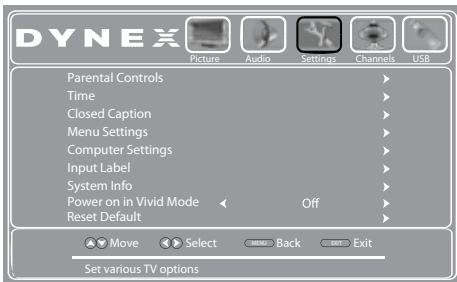 DYNEX
Picture Audio Settings Channels USB
Parental Controls
Time
Closed Caption
Menu Settings
Computer Settings
Input Label
System Info
Power on in Vivid Mode Off
Reset Default
Move Select MENU Back EXIT Exit
Set various TV options